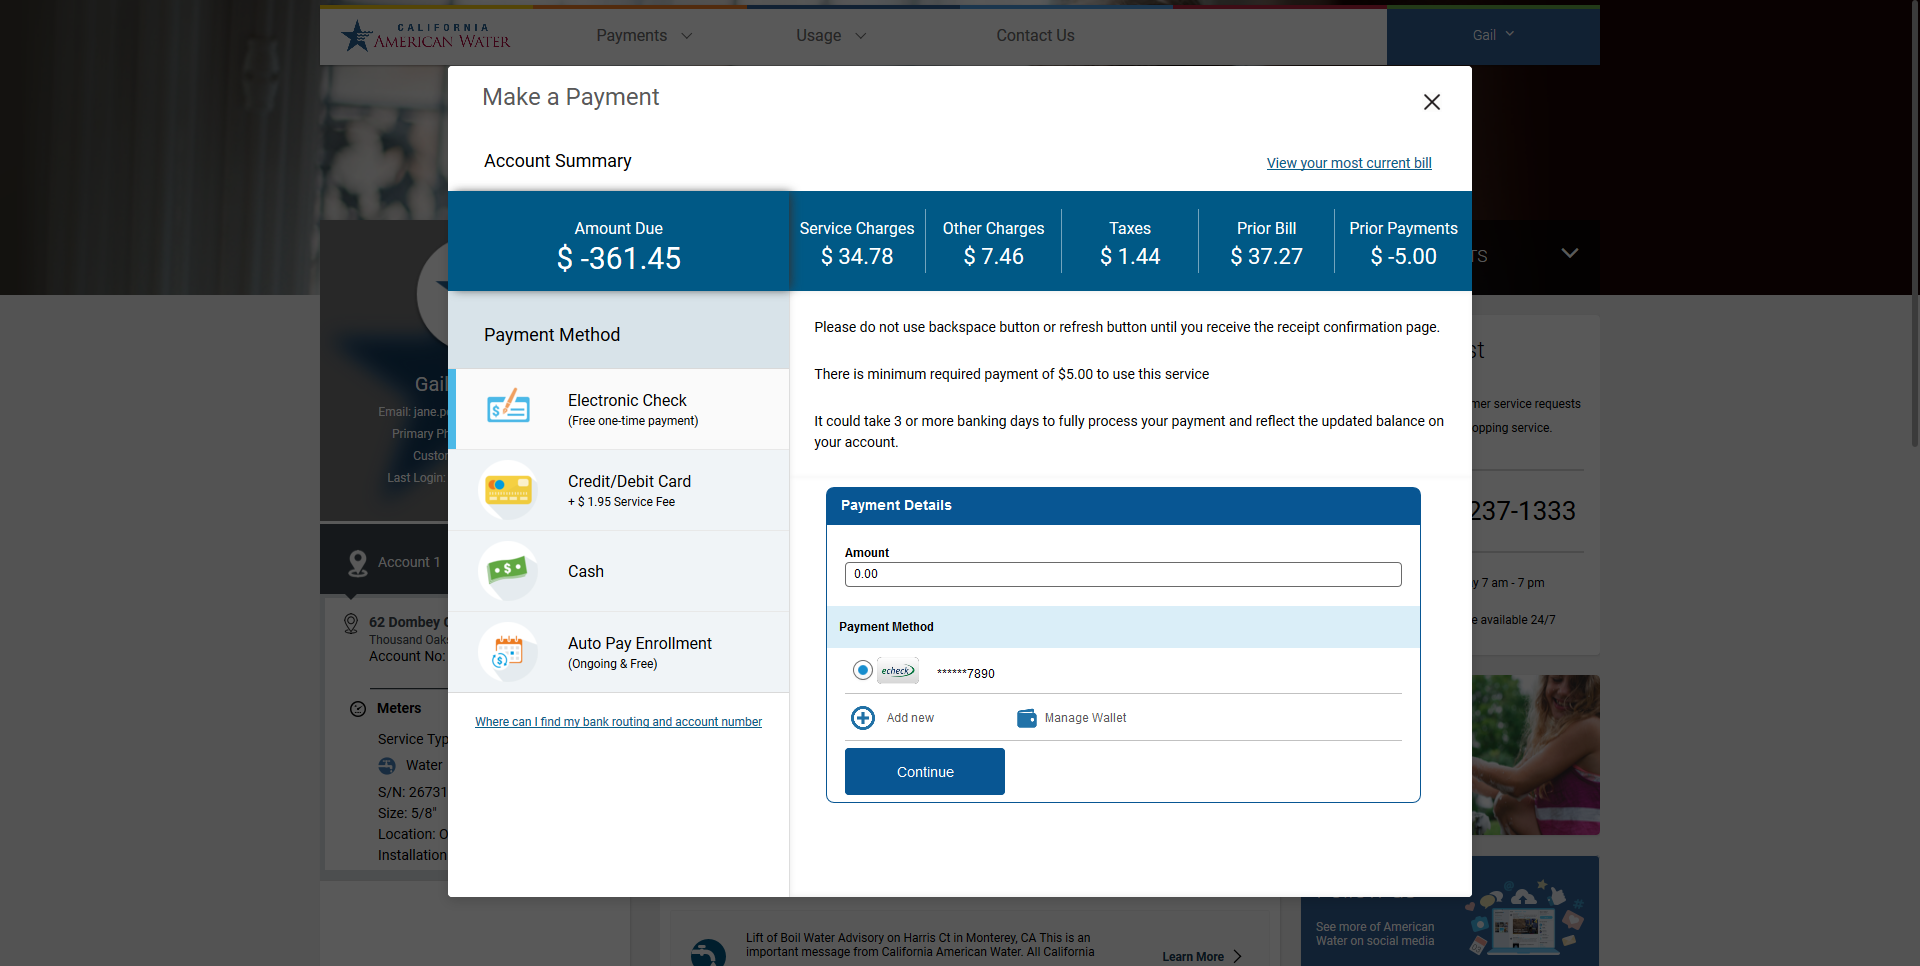 CALIFORNIA
AMERICAN WATER
Payments
Usage
Contact Us
Gail
Make a Payment
Account Summary
View your most current bill
Amount Due
$ -361.45
Service Charges
$ 34.78
Other Charges
$ 7.46
Taxes
$ 1.44
Prior Bill
$ 37.27
Prior Payments
$ -5.00
TS
Payment Method
Electronic Check
(Free one-time payment)
Credit/Debit Card
+ $ 1.95 Service Fee
Cash
Auto Pay Enrollment
(Ongoing & Free)
Where can I find my bank routing and account number
Please do not use backspace button or refresh button until you receive the receipt confirmation page.
There is minimum required payment of $5.00 to use this service
It could take 3 or more banking days to fully process your payment and reflect the updated balance on
your account.
Payment Details
Amount
0.00
Payment Method
echeck
******7890
Add new
Manage Wallet
Continue
Gail
Email: jane.p
Primary Ph
Custo
Last Login:
Account 1
62 Dombey
Thousand Oak
Account No:
Meters
Service Typ
Water
S/N: 26731
Size: 5/8"
Location: O
Installation
st
mer service requests
opping service.
237-1333
y 7 am - 7 pm
e available 24/7
Lift of Boil Water Advisory on Harris Ct in Monterey, CA This is an
important message from California American Water. All California
Learn More
See more of American
Water on social media